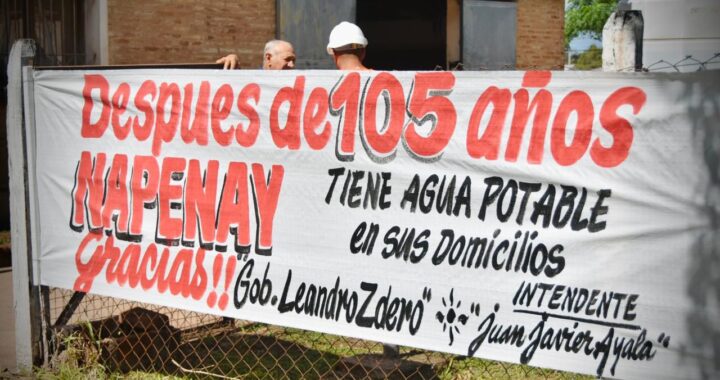 Despues de 105 años
NAPENAY
TIENE AGUA POTABLE
en sus Domicilios
Gracias!!
"Gob. Leandro Zdero"
INTENDENTE
"Juan Javier Ayala"